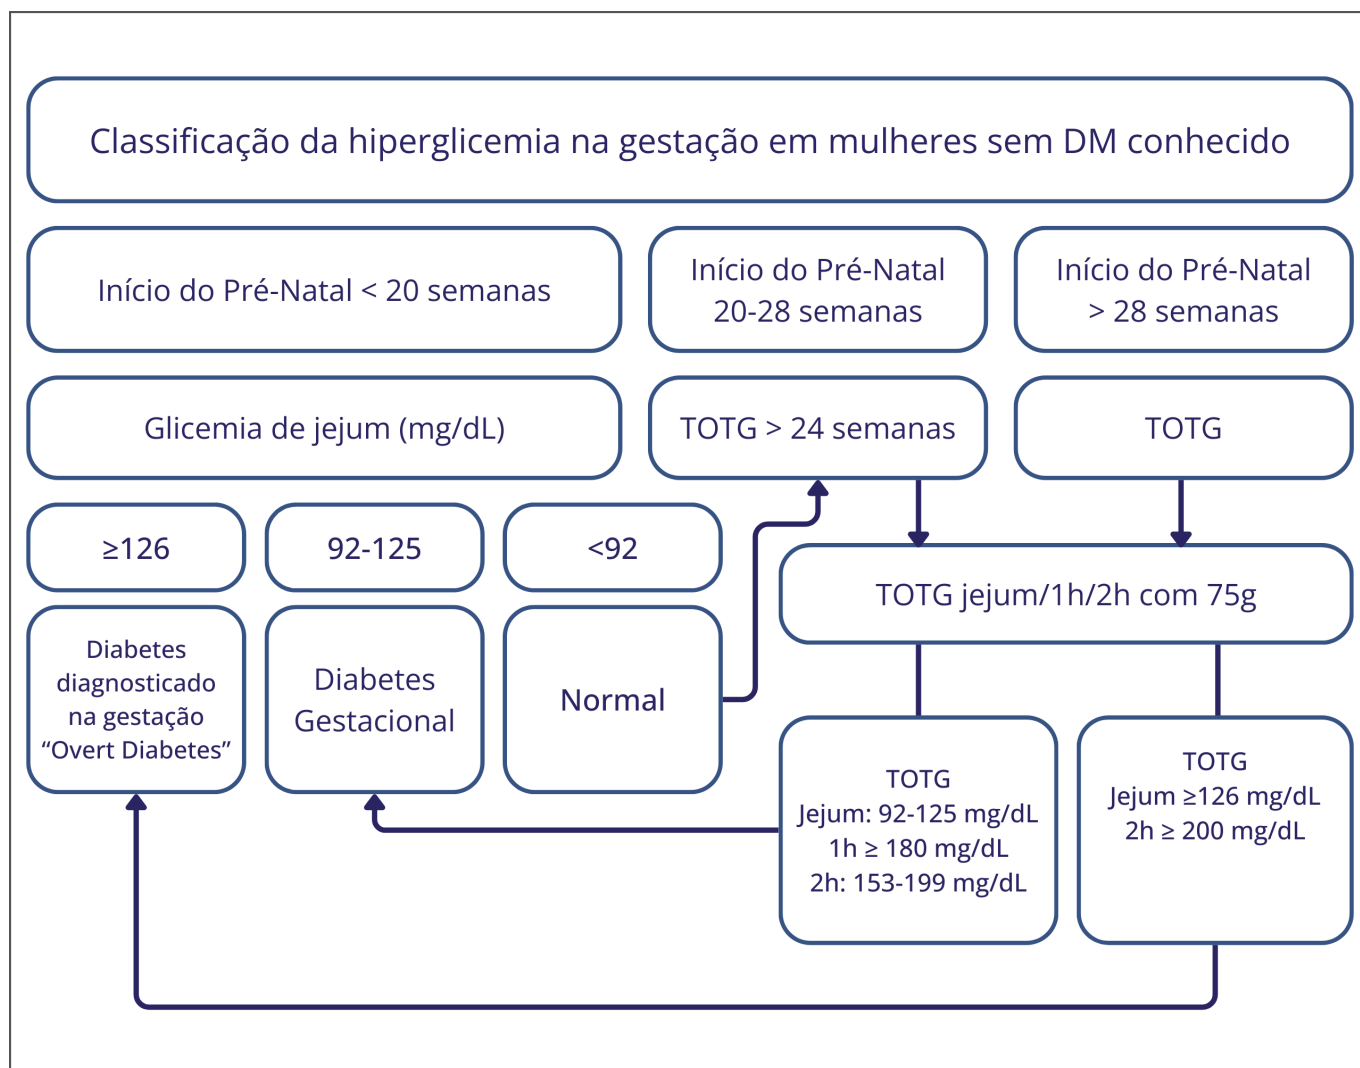 Classificação da hiperglicemia na gestação em mulheres sem DM conhecido
Início do Pré-Natal < 20 semanas
Início do Pré-Natal
20-28 semanas
Início do Pré-Natal
> 28 semanas
Glicemia de jejum (mg/dL)
TOTG > 24 semanas
TOTG
≥126
92-125
<92
TOTG jejum/1h/2h com 75g
Diabetes
diagnosticado
na gestação
“Overt Diabetes”
Diabetes
Gestacional
Normal
TOTG
Jejum: 92-125 mg/dL
1h ≥ 180 mg/dL
2h: 153-199 mg/dL
TOTG
Jejum ≥126 mg/dL
2h ≥ 200 mg/dL